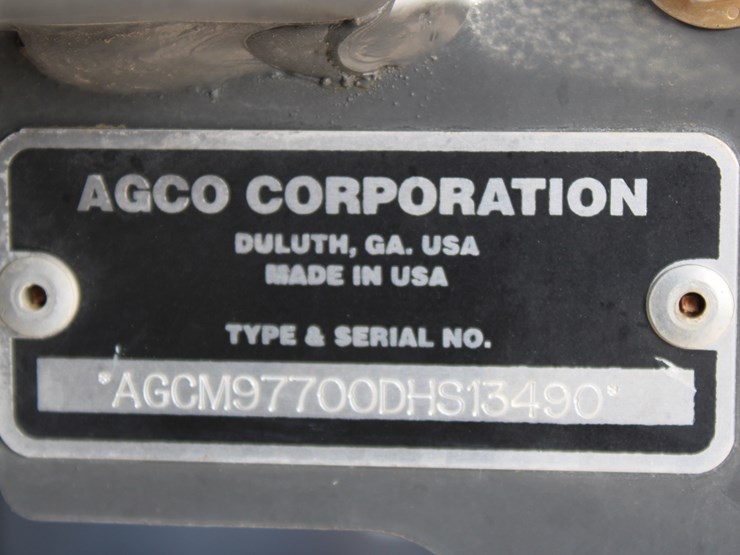 AGCO CORPORATION
DULUTH, GA. USA
MADE IN USA
TYPE & SERIAL NO.
*AGCM97700DHS13490*